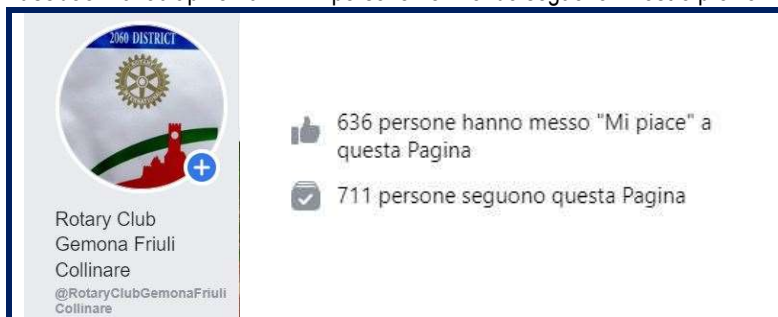 2060 DISTRICT
636 persone hanno messo "Mi piace" a
questa Pagina
711 persone seguono questa Pagina
Rotary Club
Gemona Friuli
Collinare
@RotaryClubGemonaFriuli
Collinare